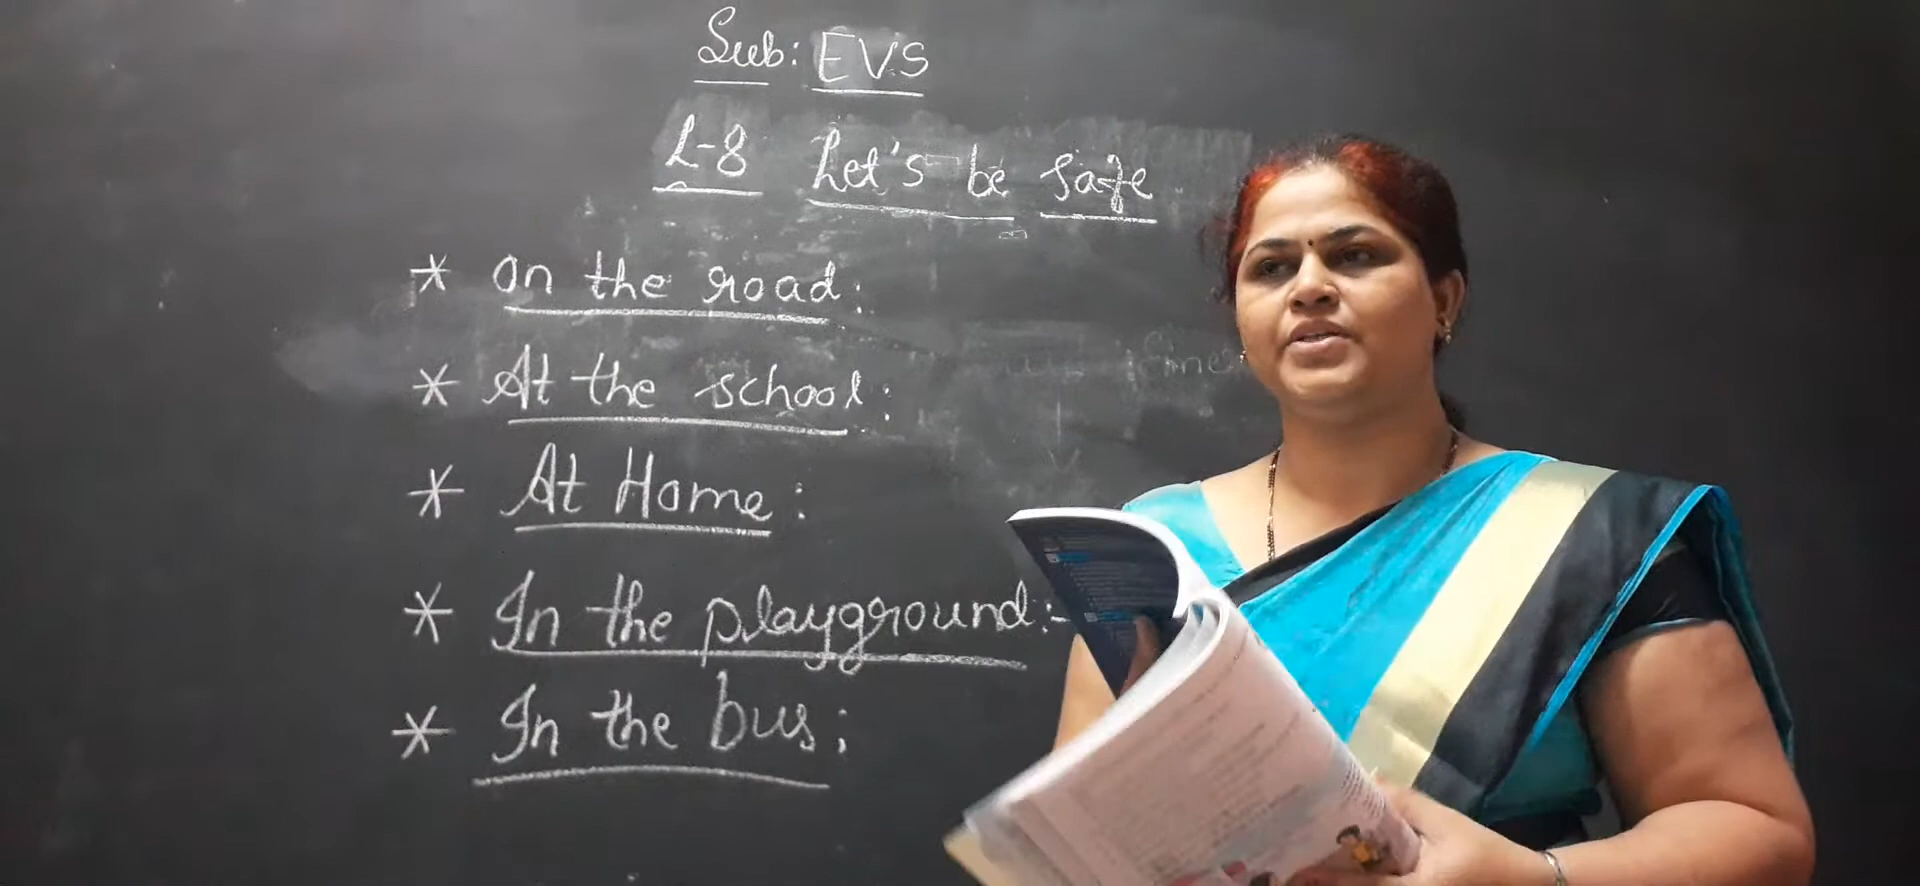 Sub: EVS
L-8 Let's be safe
* On the road:
* At the school:
* At Home:
* In the playground:-
* In the bus: